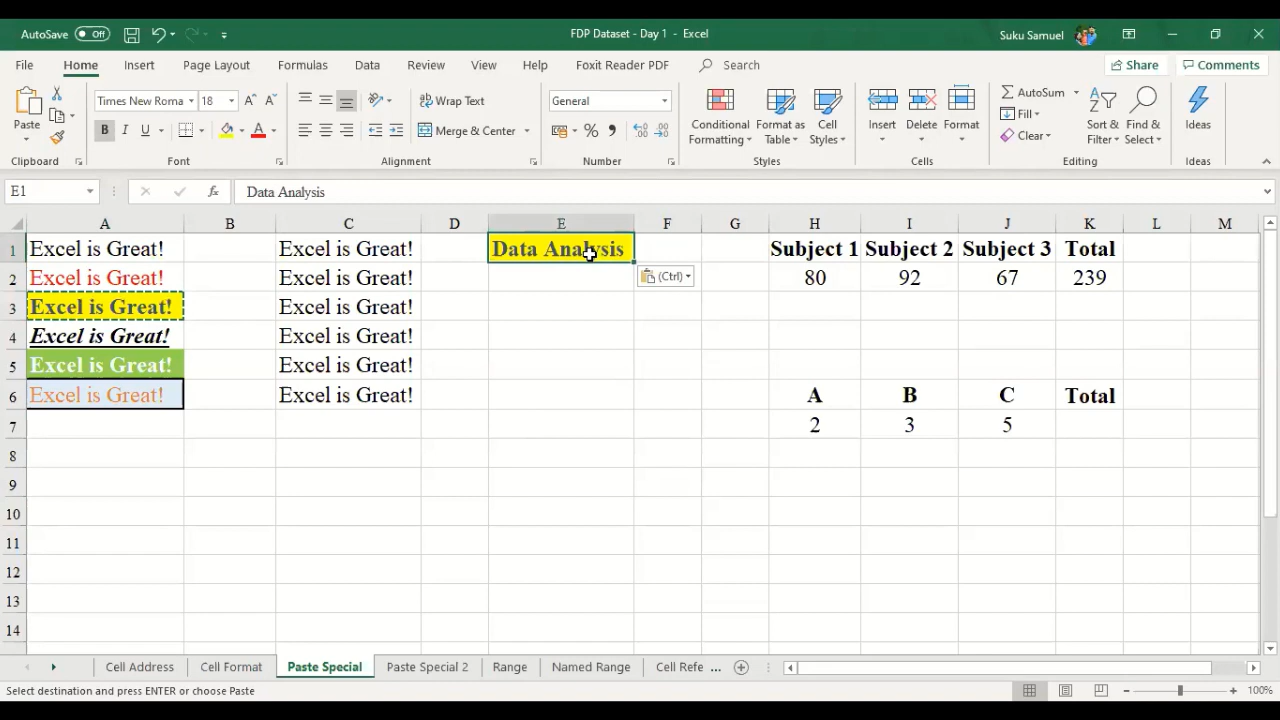 AutoSave Off FDP Dataset - Day 1 - Excel Suku Samuel
File Home Insert Page Layout Formulas Data Review View Help Foxit Reader PDF Search Share Comments
Paste
Clipboard
Times New Roma 18
B I U
Font
Wrap Text
Merge & Center
Alignment
General
Number
Conditional Formatting
Format as Table
Cell Styles
Styles
Insert Delete Format
Cells
AutoSum
Fill
Clear
Sort & Filter
Find & Select
Editing
Ideas
Ideas
E1 fx Data Analysis
A B C D E F G H I J K L M
1 Excel is Great! Excel is Great! Data Analysis Subject 1 Subject 2 Subject 3 Total
2 Excel is Great! Excel is Great! (Ctrl) 80 92 67 239
3 Excel is Great! Excel is Great!
4 Excel is Great! Excel is Great!
5 Excel is Great! Excel is Great!
6 Excel is Great! Excel is Great! A B C Total
7 2 3 5
8
9
10
11
12
13
14
Cell Address Cell Format Paste Special Paste Special 2 Range Named Range Cell Refe ...
Select destination and press ENTER or choose Paste 100%